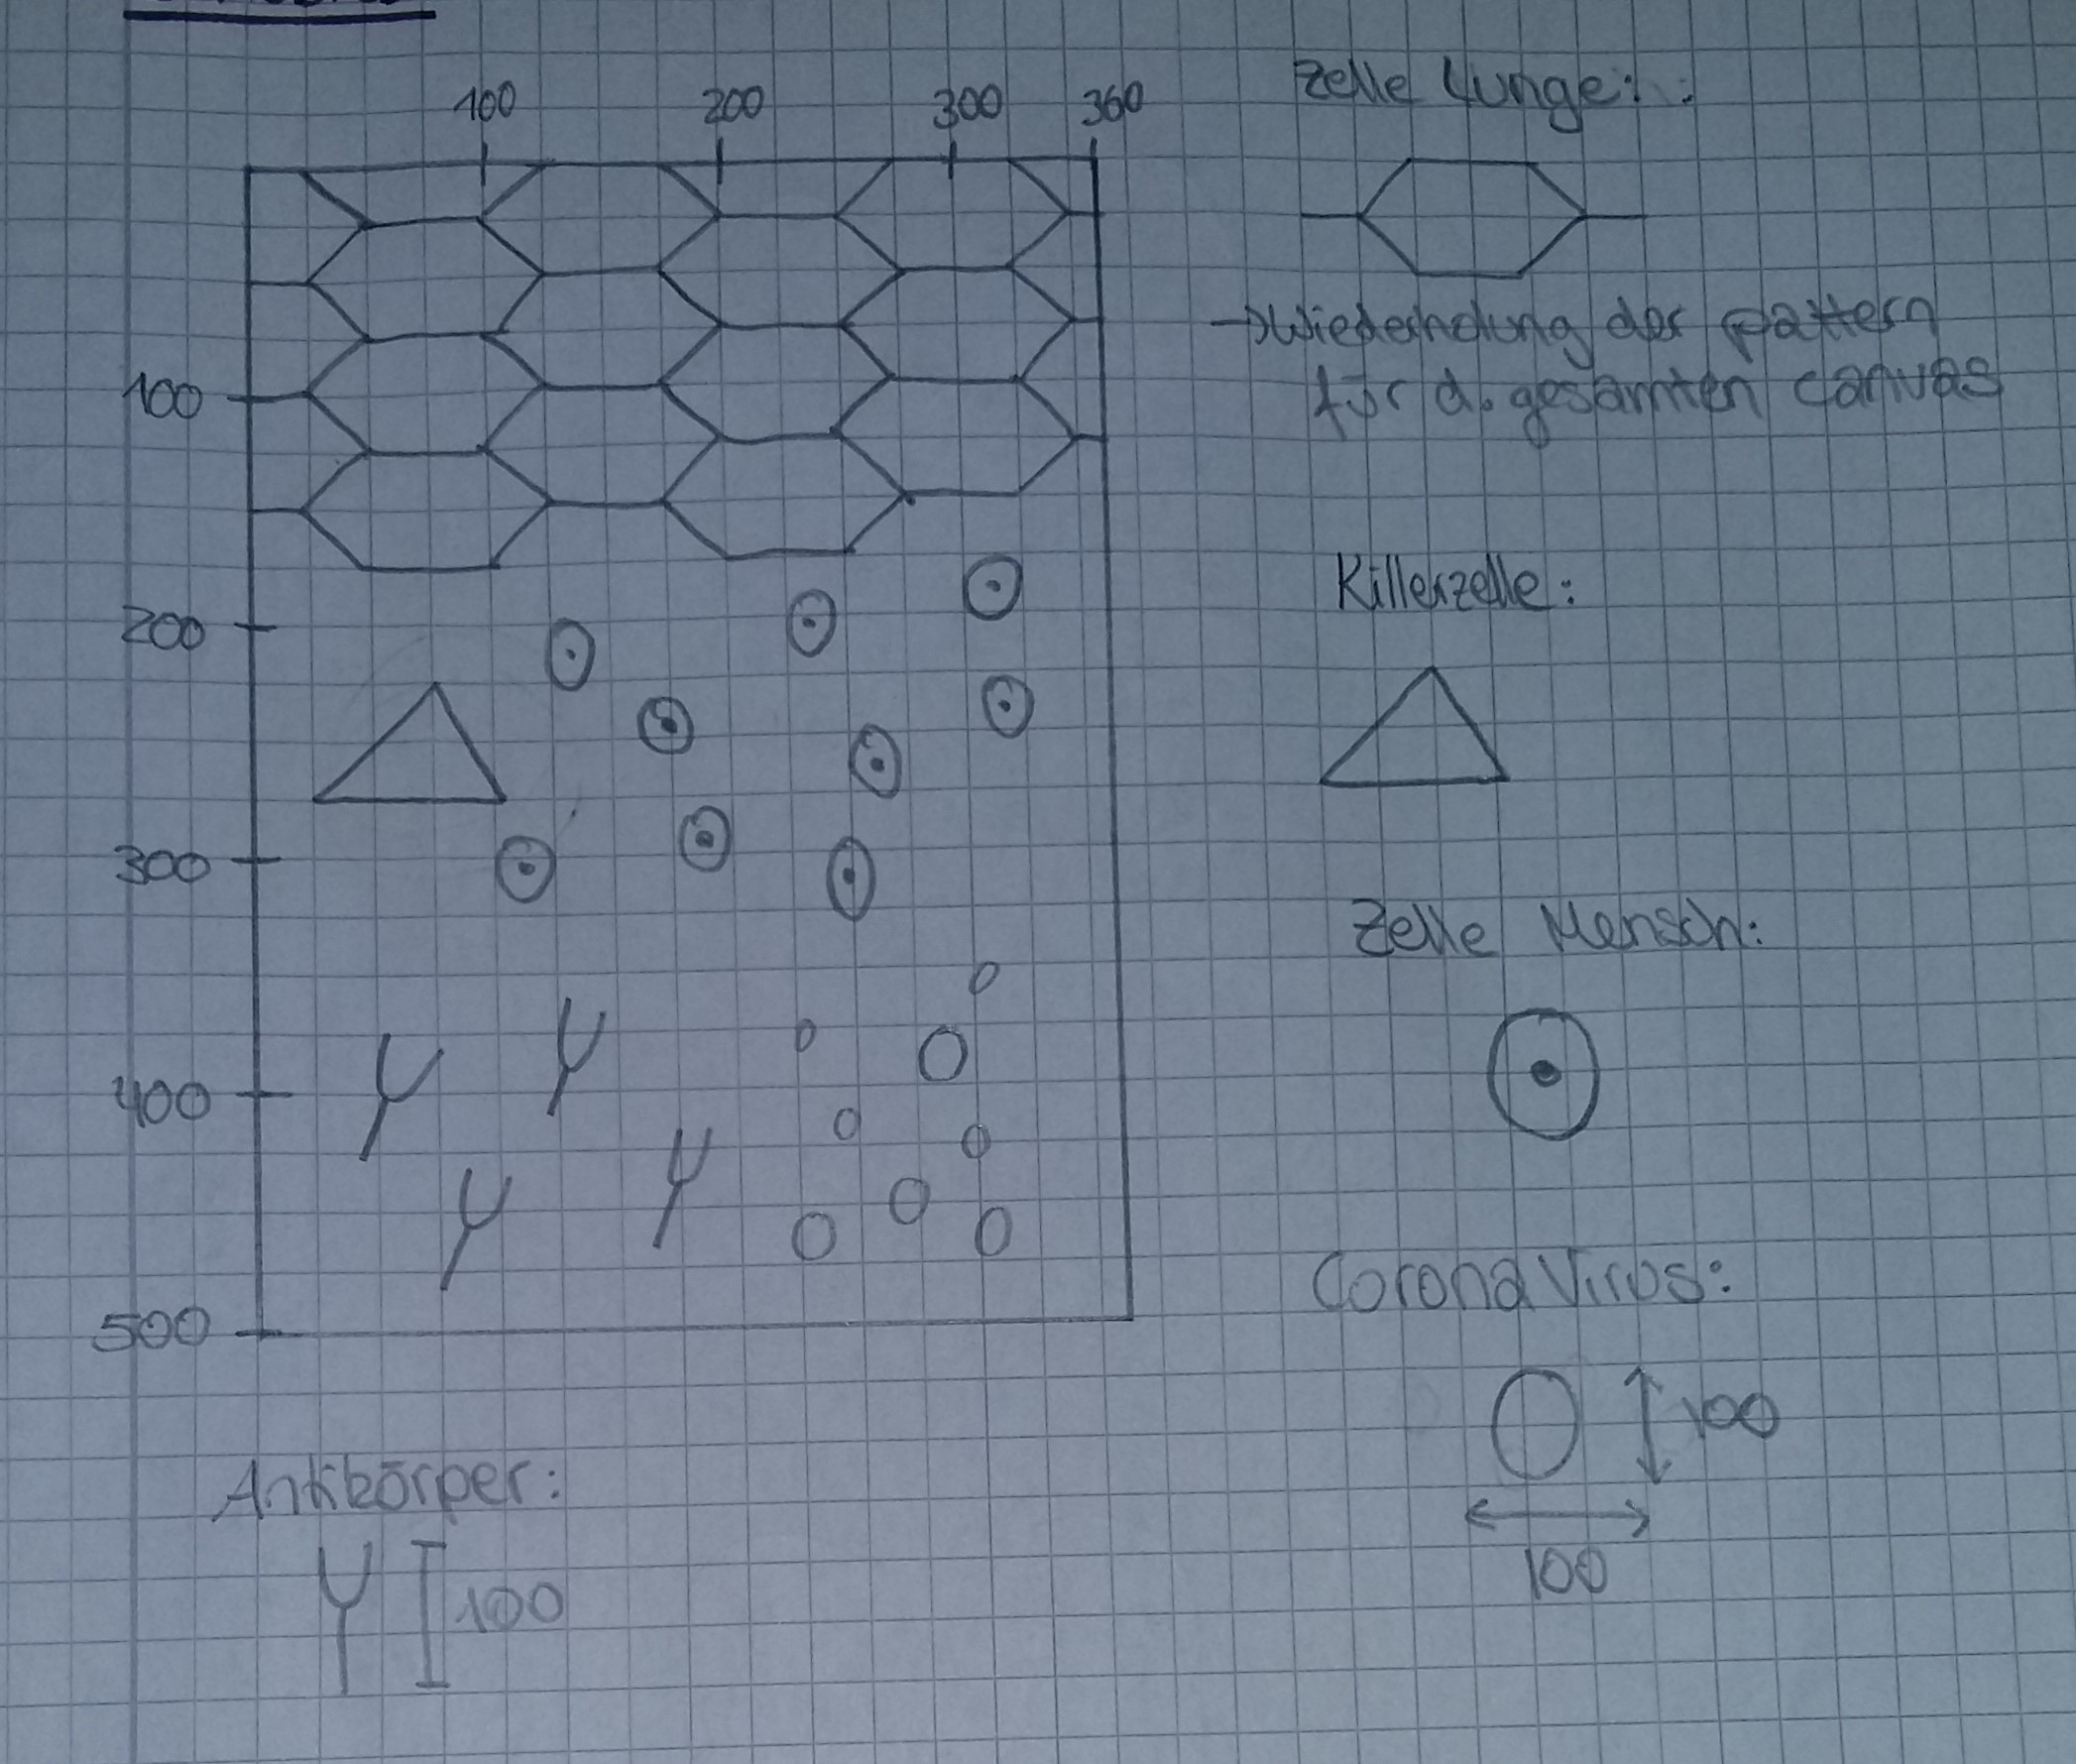 100 200 300 360
Zelle Lunge:
→Wiederholung der pattern
für d. gesamten canvas
100
Killerzelle:
200
300
Zelle Mensch:
400
Corona Virus:
500
100
100
Antikörper:
100